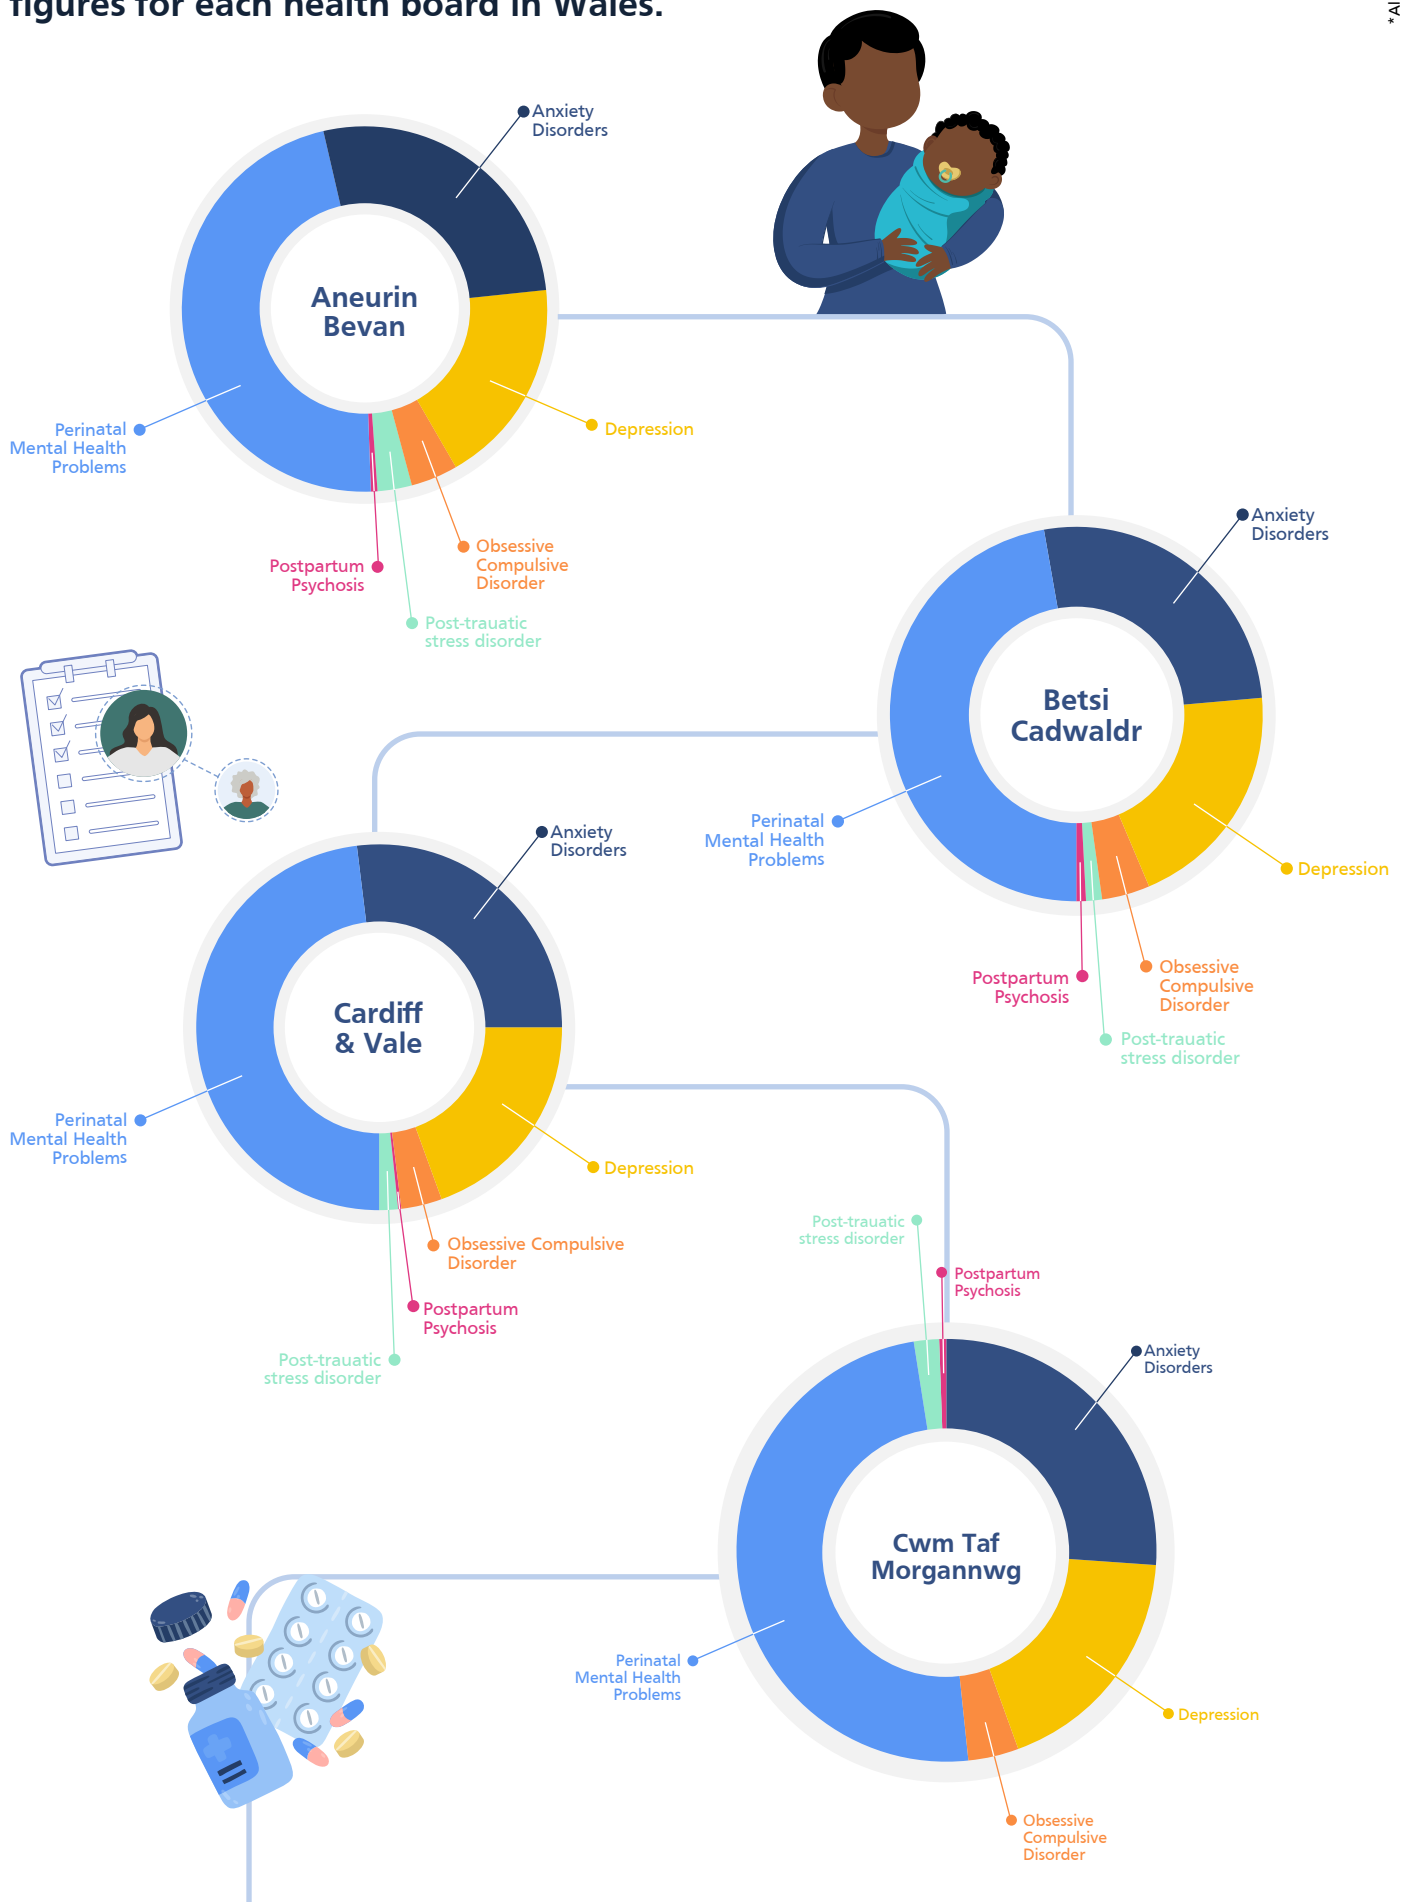 figures for each health board in Wales.
*Al
Anxiety
Disorders
Aneurin
Bevan
Perinatal
Mental Health
Problems
Depression
Obsessive
Compulsive
Disorder
Postpartum
Psychosis
Post-trauatic
stress disorder
Anxiety
Disorders
Betsi
Cadwaldr
Perinatal
Mental Health
Problems
Depression
Obsessive
Compulsive
Disorder
Postpartum
Psychosis
Post-trauatic
stress disorder
Anxiety
Disorders
Cardiff
& Vale
Perinatal
Mental Health
Problems
Depression
Obsessive Compulsive
Disorder
Postpartum
Psychosis
Post-trauatic
stress disorder
Post-trauatic
stress disorder
Postpartum
Psychosis
Anxiety
Disorders
Cwm Taf
Morgannwg
Perinatal
Mental Health
Problems
Depression
Obsessive
Compulsive
Disorder